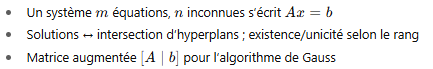 • Un système m équations, n inconnues s’écrit Ax = b
• Solutions ↔ intersection d’hyperplans ; existence/unicité selon le rang
• Matrice augmentée [A | b] pour l’algorithme de Gauss